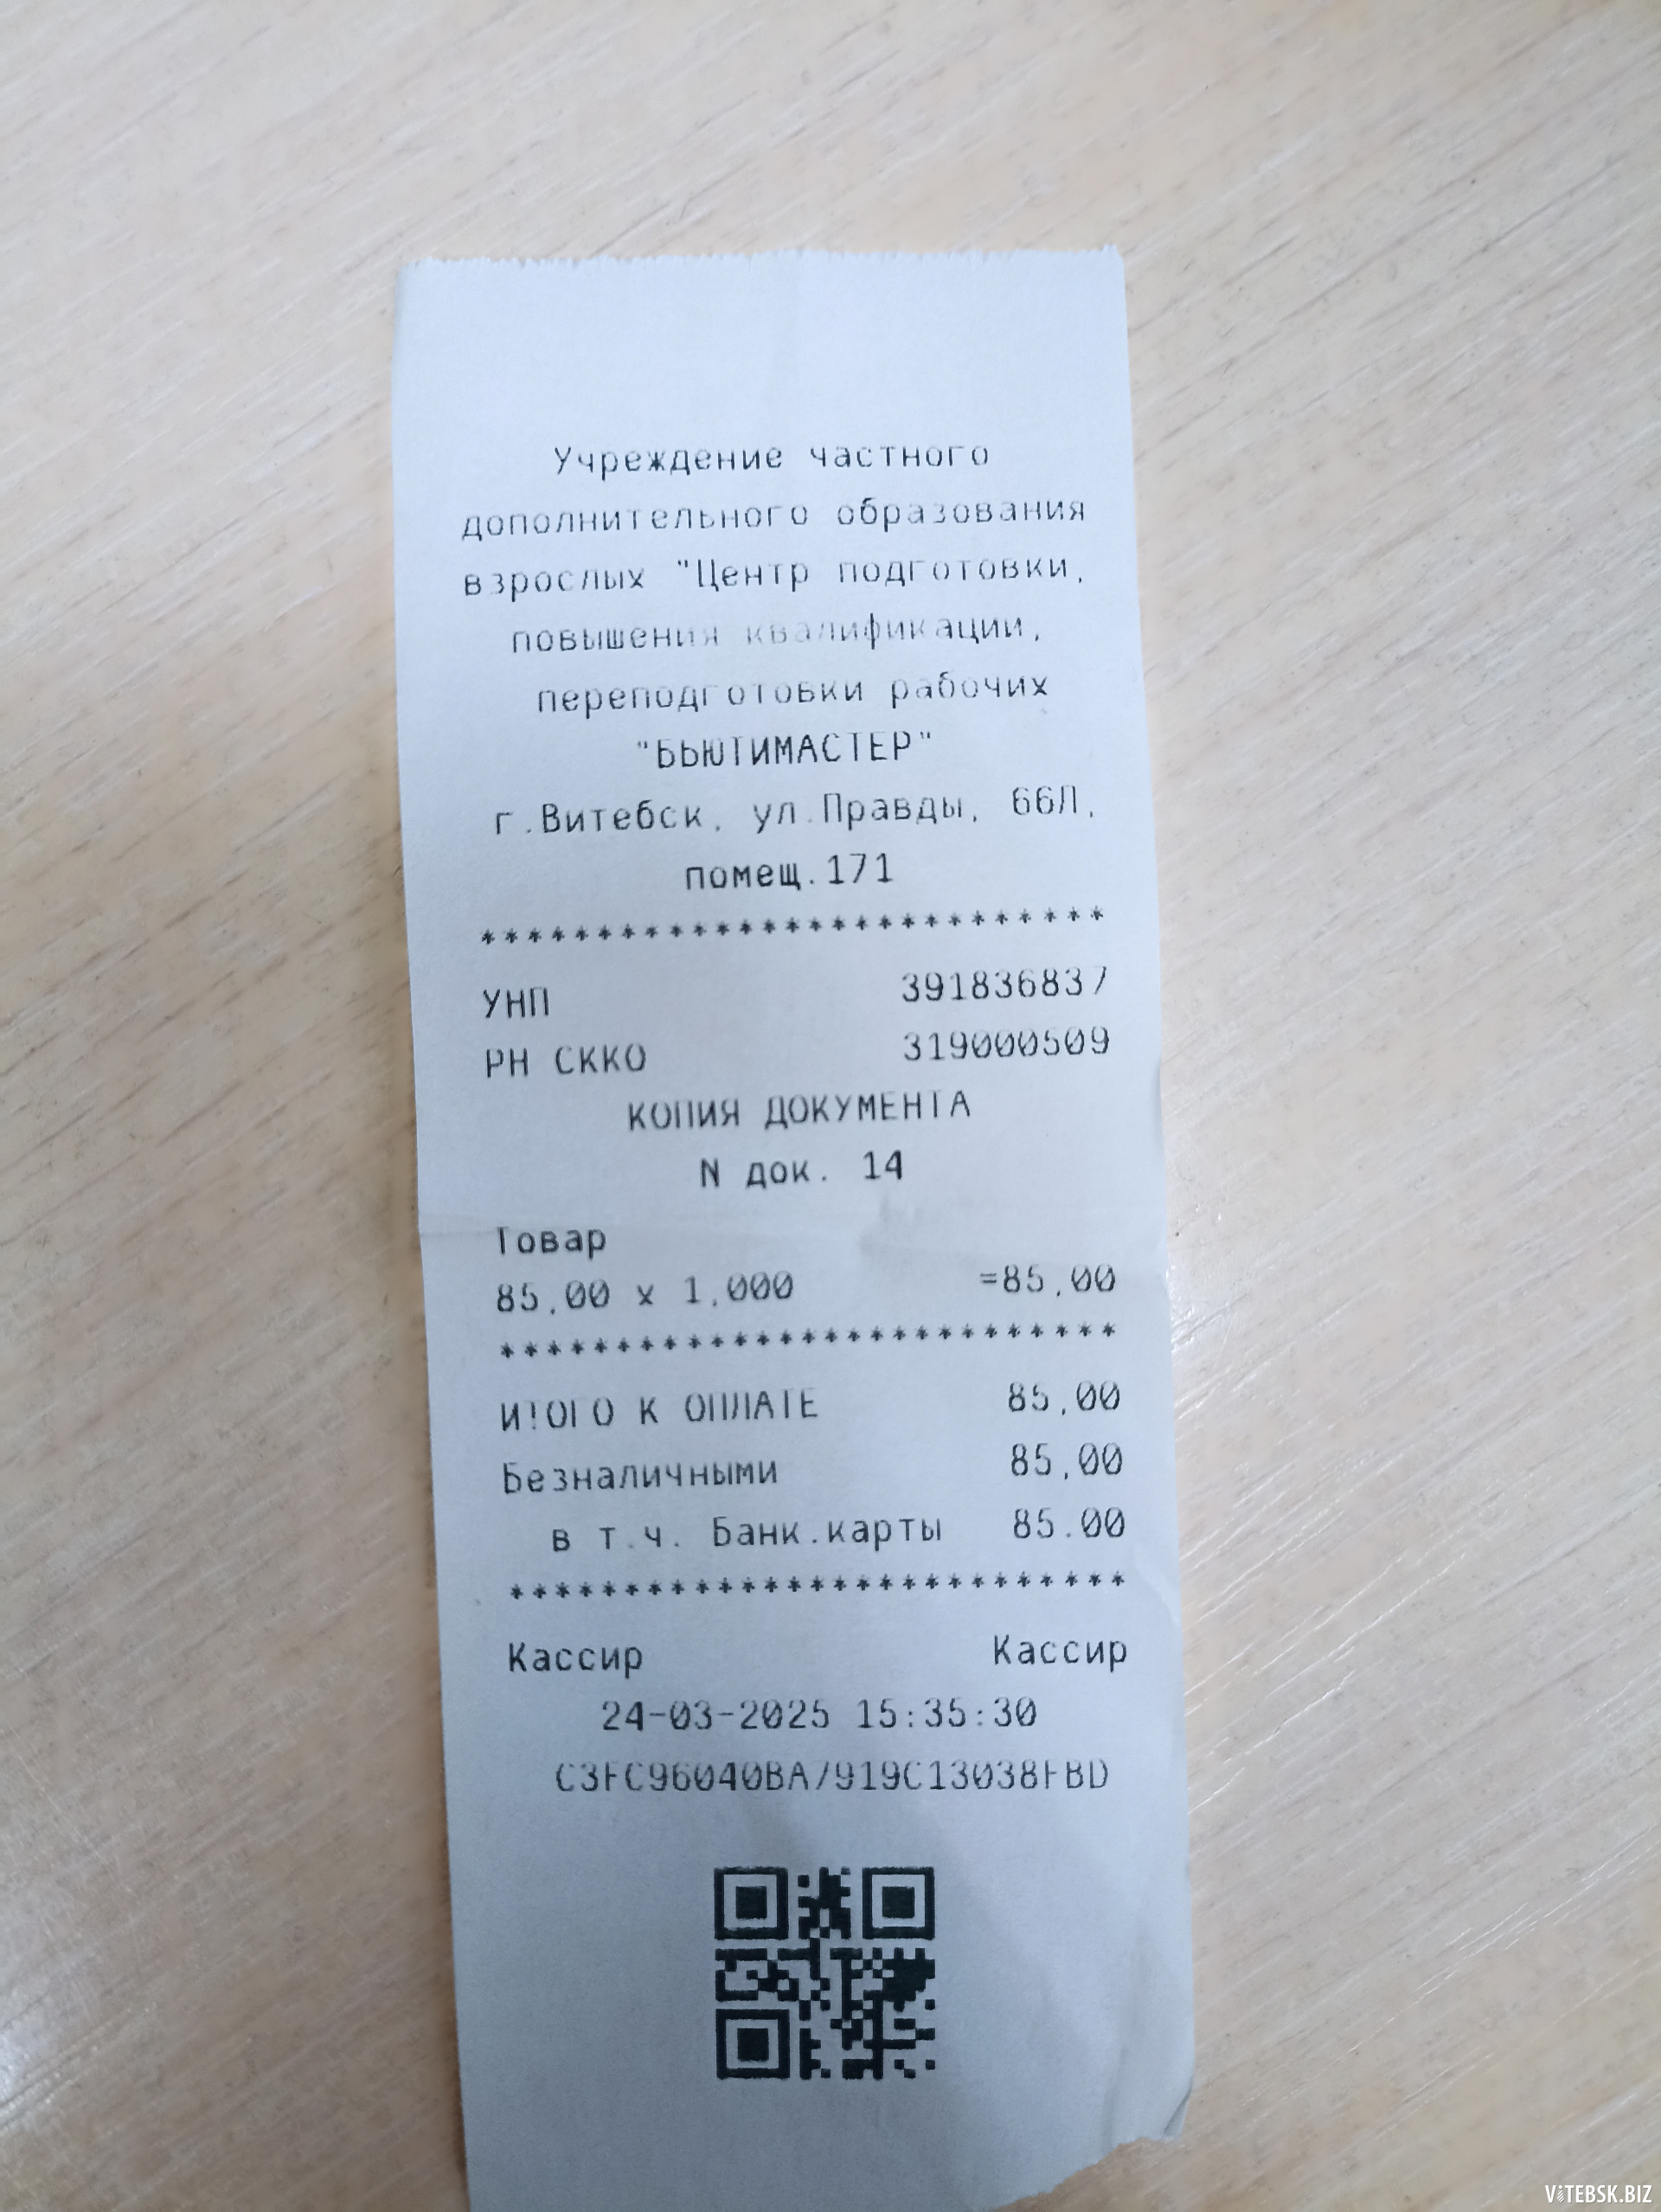 Учреждение частного
дополнительного образования
взрослых "Центр подготовки,
повышения квалификации,
переподготовки рабочих
"БЬЮТИМАСТЕР"
г.Витебск, ул.Правды, 66Л,
помещ.171
***************************
УНП 391836837
РН СККО 319000509
КОПИЯ ДОКУМЕНТА
N док. 14
Товар
85,00 x 1,000 =85,00
***************************
ИТОГО К ОПЛАТЕ 85,00
Безналичными 85,00
в т.ч. Банк.карты 85.00
***************************
Кассир Кассир
24-03-2025 15:35:30
C3FC96040BA7919C13038FBD
ViTEBSK.BIZ